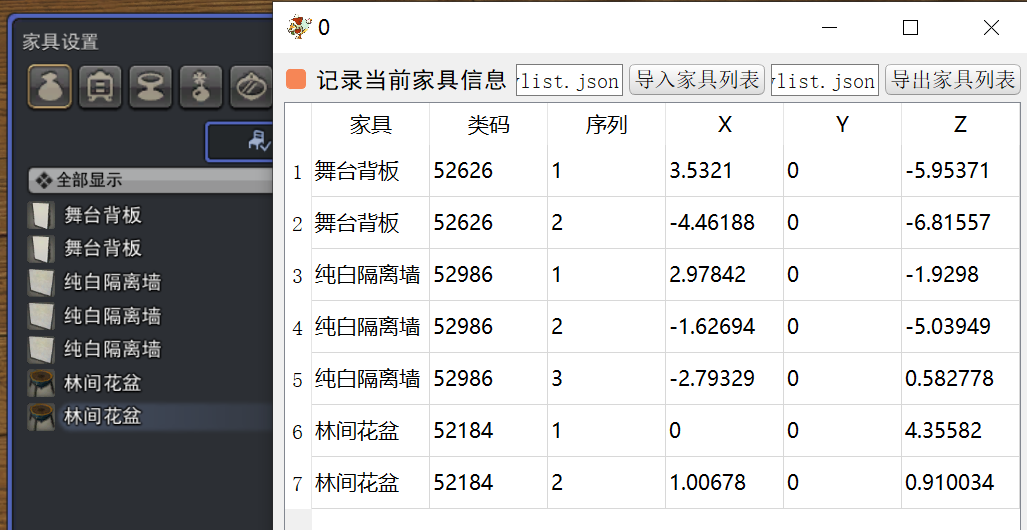 家具设置
全部显示
舞台背板
舞台背板
纯白隔离墙
纯白隔离墙
纯白隔离墙
林间花盆
林间花盆
0
记录当前家具信息 list.json 导入家具列表 list.json 导出家具列表
家具 类码 序列 X Y Z
1 舞台背板 52626 1 3.5321 0 -5.95371
2 舞台背板 52626 2 -4.46188 0 -6.81557
3 纯白隔离墙 52986 1 2.97842 0 -1.9298
4 纯白隔离墙 52986 2 -1.62694 0 -5.03949
5 纯白隔离墙 52986 3 -2.79329 0 0.582778
6 林间花盆 52184 1 0 0 4.35582
7 林间花盆 52184 2 1.00678 0 0.910034